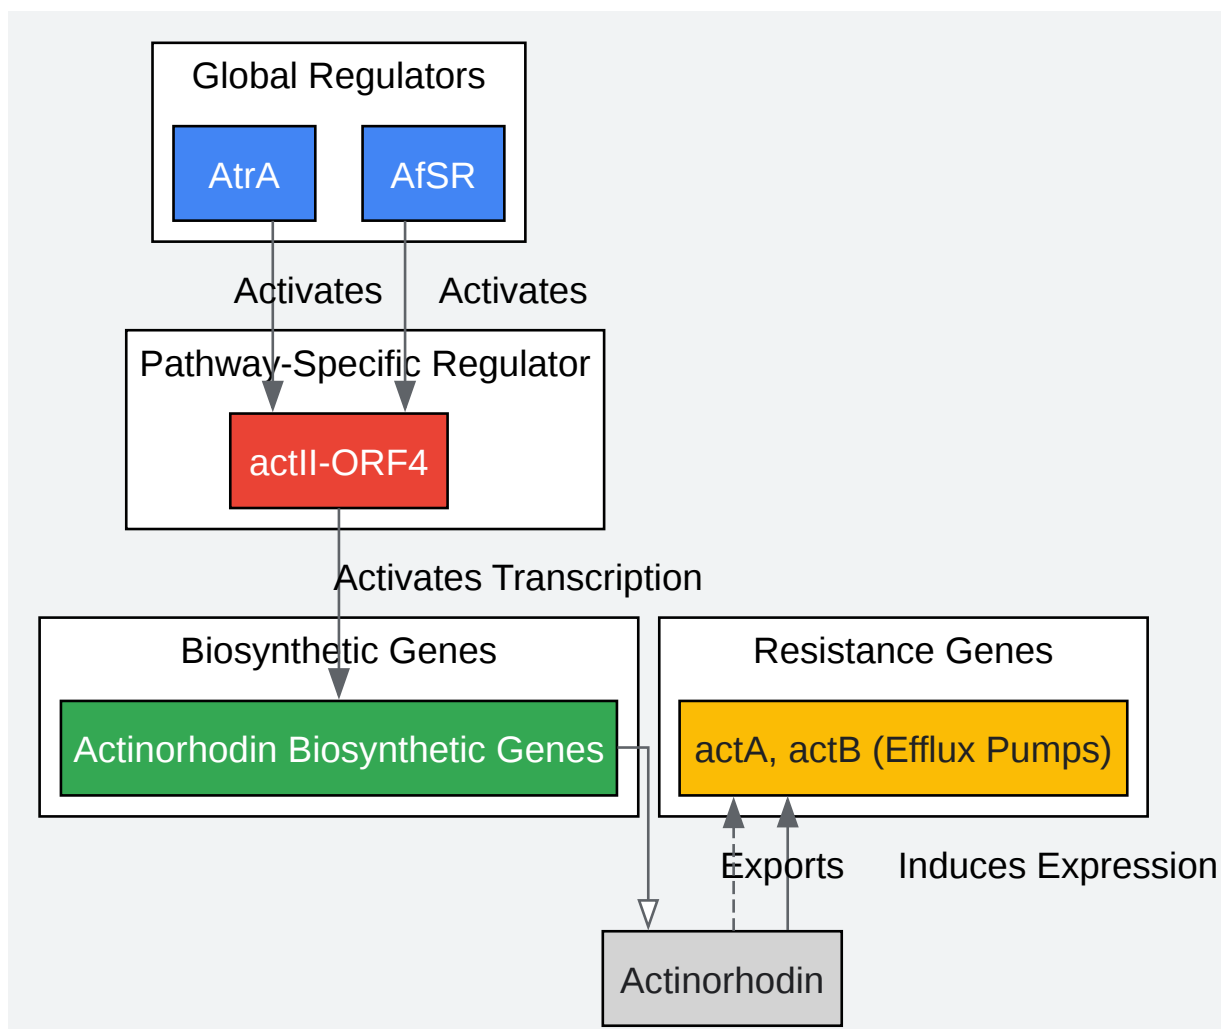 Global Regulators
AtrA
AfSR
Activates
Activates
Pathway-Specific Regulator
actII-ORF4
Activates Transcription
Biosynthetic Genes
Resistance Genes
Actinorhodin Biosynthetic Genes
actA, actB (Efflux Pumps)
Exports
Induces Expression
Actinorhodin